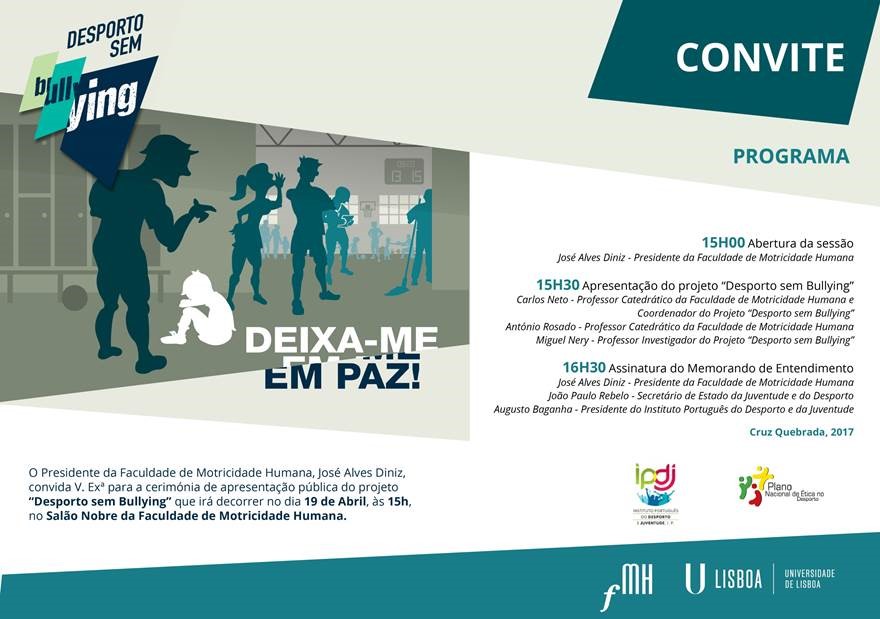 DESPORTO
SEM
bullying
CONVITE
PROGRAMA
13 15
DEIXA-ME
EM PAZ!
15H00 Abertura da sessão
José Alves Diniz - Presidente da Faculdade de Motricidade Humana
15H30 Apresentação do projeto “Desporto sem Bullying”
Carlos Neto - Professor Catedrático da Faculdade de Motricidade Humana e
Coordenador do Projeto “Desporto sem Bullying”
António Rosado - Professor Catedrático da Faculdade de Motricidade Humana
Miguel Nery - Professor Investigador do Projeto “Desporto sem Bullying”
16H30 Assinatura do Memorando de Entendimento
José Alves Diniz - Presidente da Faculdade de Motricidade Humana
João Paulo Rebelo - Secretário de Estado da Juventude e do Desporto
Augusto Baganha - Presidente do Instituto Português do Desporto e da Juventude
Cruz Quebrada, 2017
O Presidente da Faculdade de Motricidade Humana, José Alves Diniz,
convida V. Exª para a cerimónia de apresentação pública do projeto
“Desporto sem Bullying” que irá decorrer no dia 19 de Abril, às 15h,
no Salão Nobre da Faculdade de Motricidade Humana.
ipdj
INSTITUTO PORTUGUÊS
DO DESPORTO
E JUVENTUDE, I. P.
Plano
Nacional de Ética no
Desporto
fMH
U LISBOA
UNIVERSIDADE
DE LISBOA